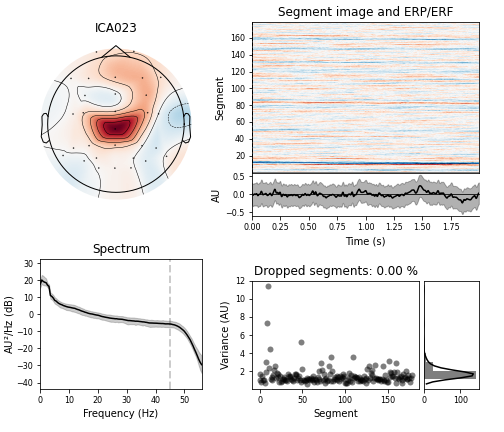 ICA023
Segment image and ERP/ERF
Segment
160
140
120
100
80
60
40
20
AU
0.5
0.0
−0.5
0.00 0.25 0.50 0.75 1.00 1.25 1.50 1.75
Time (s)
Spectrum
AU²/Hz (dB)
30
20
10
0
−10
−20
−30
−40
0 10 20 30 40 50
Frequency (Hz)
Dropped segments: 0.00 %
Variance (AU)
12
10
8
6
4
2
0 50 100 150
Segment
0 100